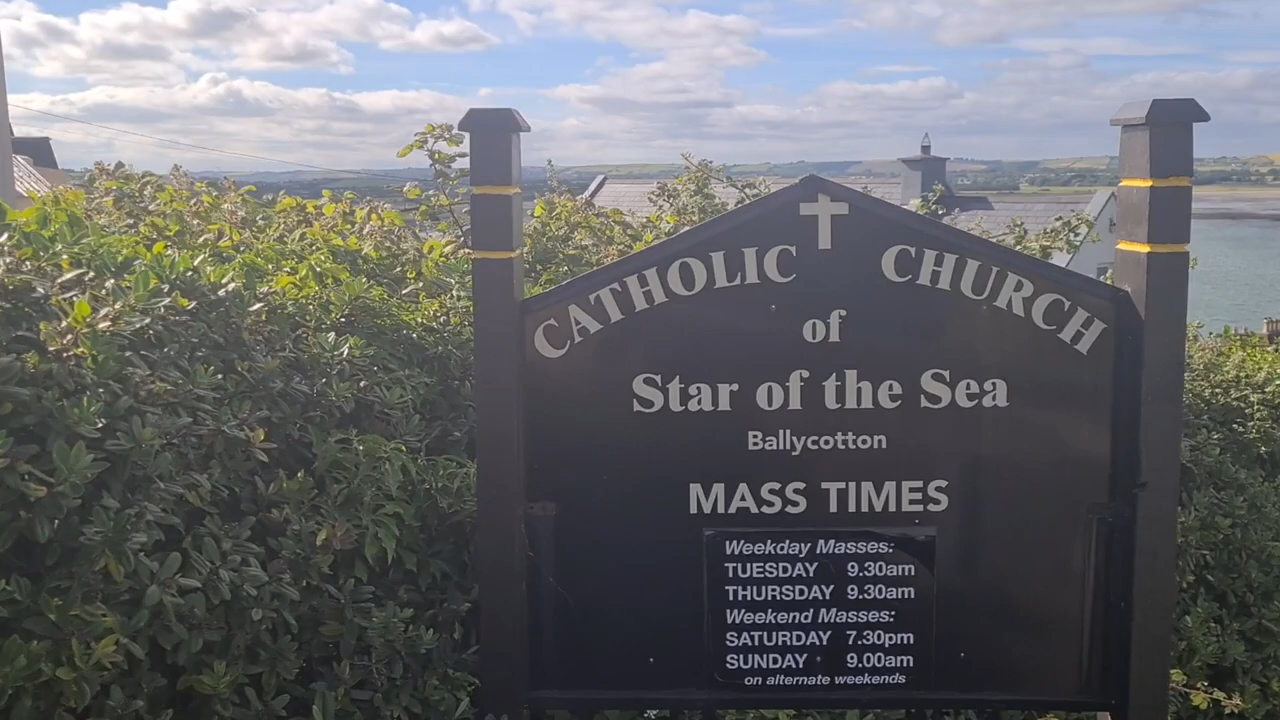 CATHOLIC CHURCH
of
Star of the Sea
Ballycotton
MASS TIMES
Weekday Masses:
TUESDAY 9.30am
THURSDAY 9.30am
Weekend Masses:
SATURDAY 7.30pm
SUNDAY 9.00am
on alternate weekends